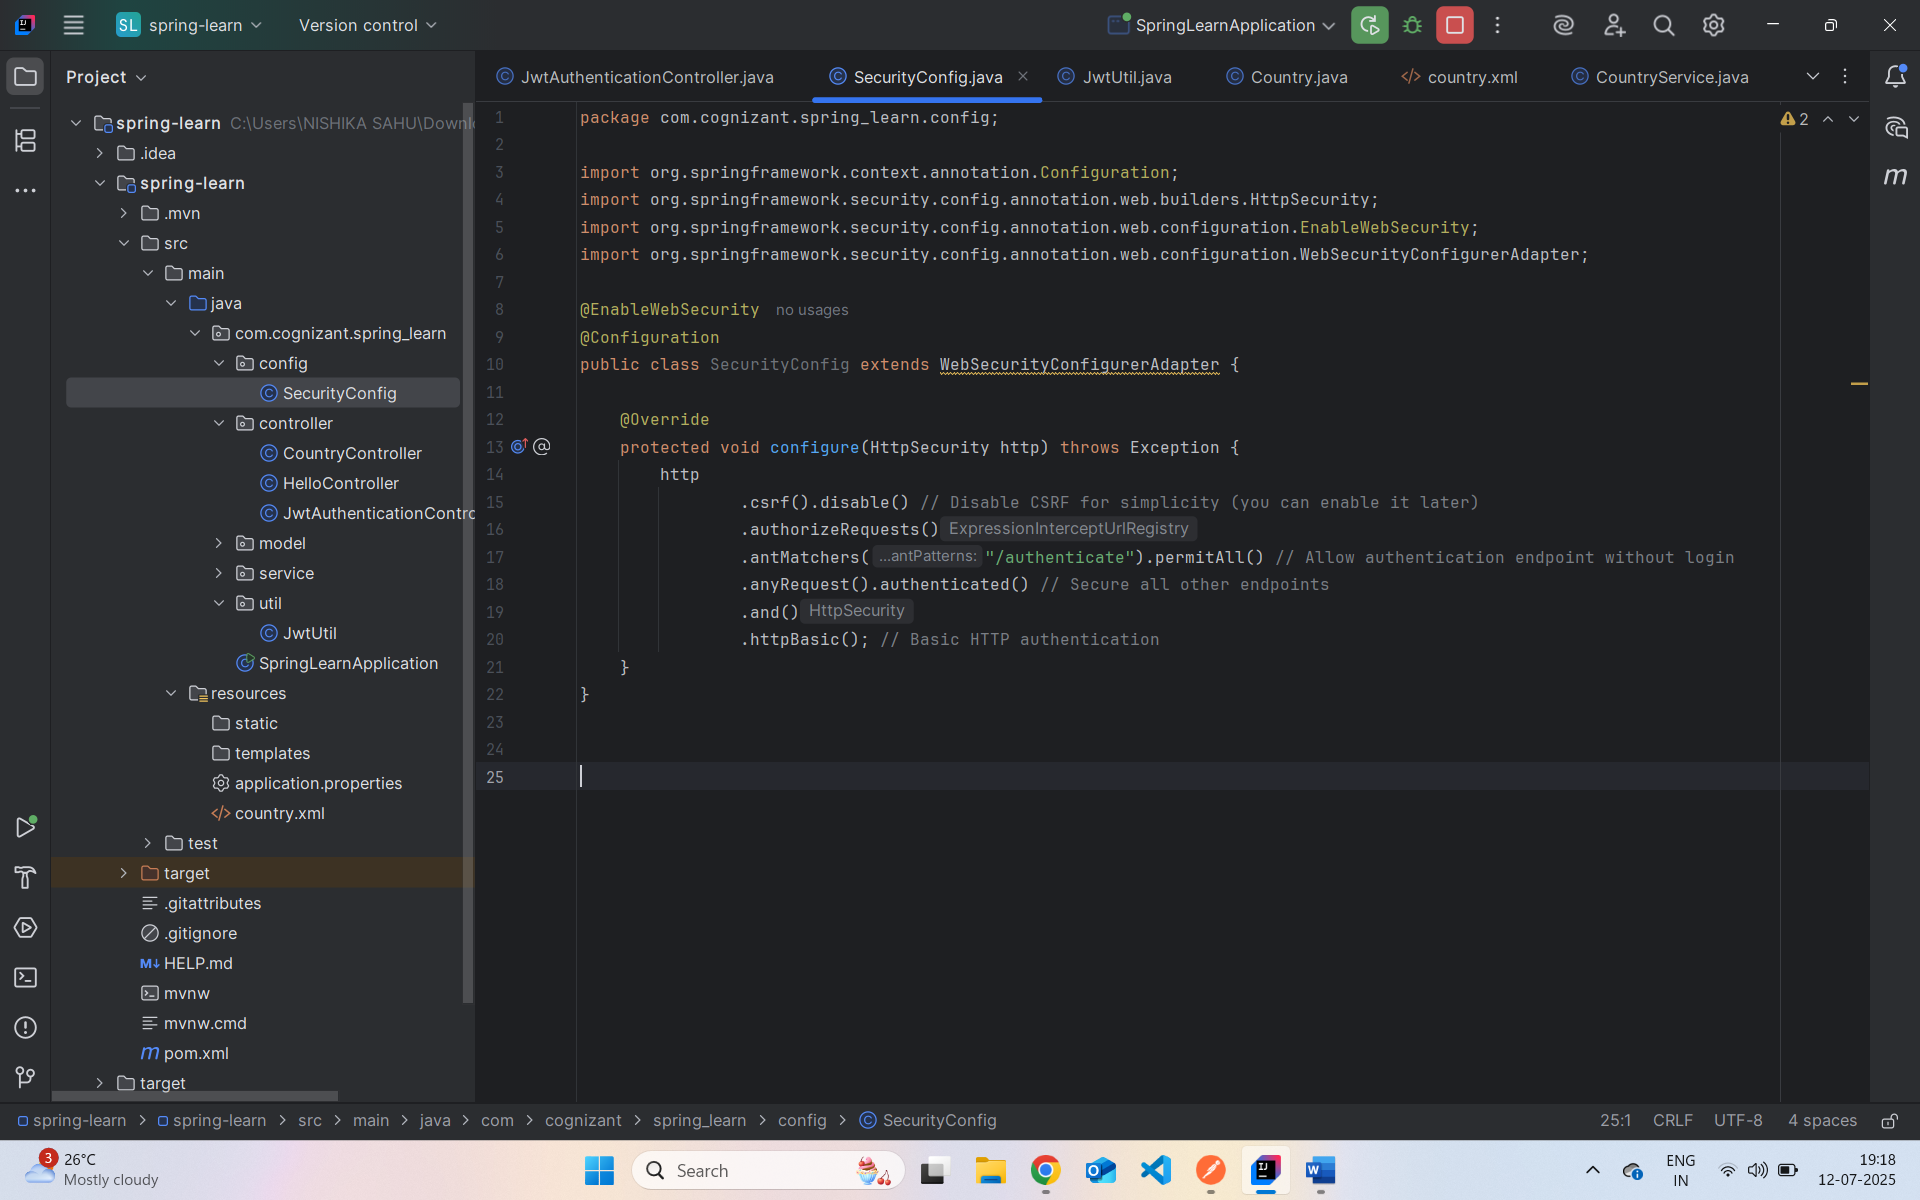 SL spring-learn Version control SpringLearnApplication
Project
spring-learn C:\Users\NISHIKA SAHU\Downl
.idea
spring-learn
.mvn
src
main
java
com.cognizant.spring_learn
config
SecurityConfig
controller
CountryController
HelloController
JwtAuthenticationContro
model
service
util
JwtUtil
SpringLearnApplication
resources
static
templates
application.properties
country.xml
test
target
.gitattributes
.gitignore
HELP.md
mvnw
mvnw.cmd
pom.xml
target
JwtAuthenticationController.java SecurityConfig.java JwtUtil.java Country.java country.xml CountryService.java
2
1 package com.cognizant.spring_learn.config;
2
3 import org.springframework.context.annotation.Configuration;
4 import org.springframework.security.config.annotation.web.builders.HttpSecurity;
5 import org.springframework.security.config.annotation.web.configuration.EnableWebSecurity;
6 import org.springframework.security.config.annotation.web.configuration.WebSecurityConfigurerAdapter;
7
8 @EnableWebSecurity no usages
9 @Configuration
10 public class SecurityConfig extends WebSecurityConfigurerAdapter {
11
12 @Override
13 protected void configure(HttpSecurity http) throws Exception {
14 http
15 .csrf().disable() // Disable CSRF for simplicity (you can enable it later)
16 .authorizeRequests() ExpressionInterceptUrlRegistry
17 .antMatchers( ...antPatterns: "/authenticate").permitAll() // Allow authentication endpoint without login
18 .anyRequest().authenticated() // Secure all other endpoints
19 .and() HttpSecurity
20 .httpBasic(); // Basic HTTP authentication
21 }
22 }
23
24
25
spring-learn > spring-learn > src > main > java > com > cognizant > spring_learn > config > SecurityConfig 25:1 CRLF UTF-8 4 spaces
3 26°C
Mostly cloudy
Search
ENG
IN
19:18
12-07-2025